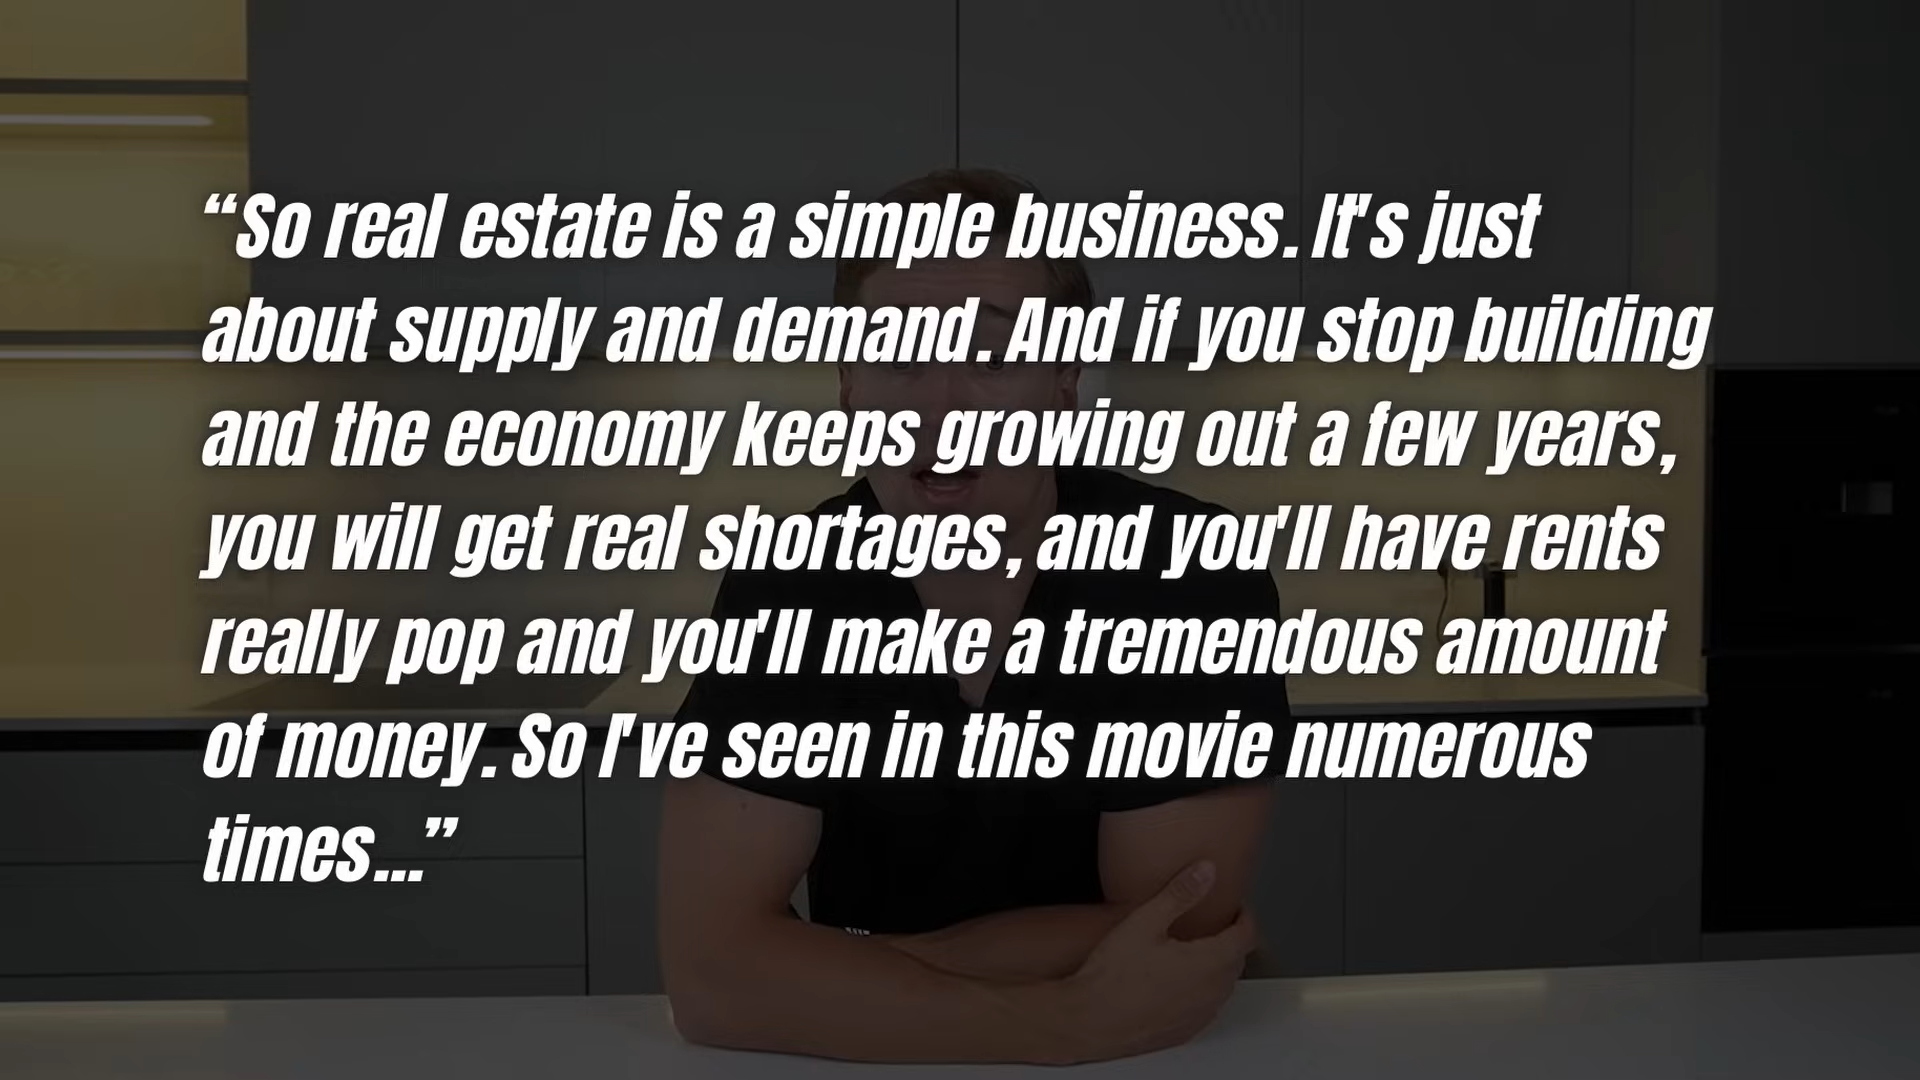 “So real estate is a simple business. It's just
about supply and demand. And if you stop building
and the economy keeps growing out a few years,
you will get real shortages, and you'll have rents
really pop and you'll make a tremendous amount
of money. So I've seen in this movie numerous
times...”